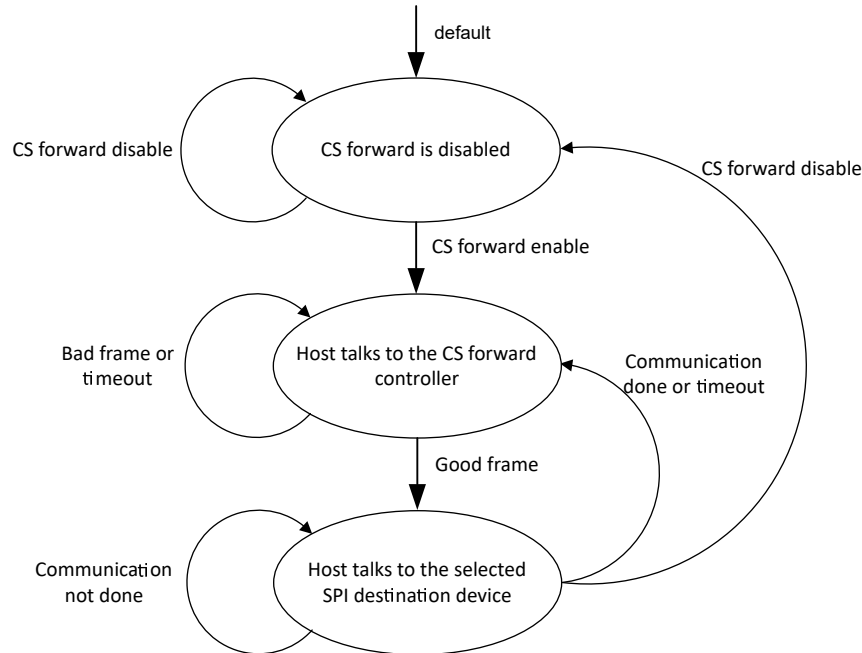 default
CS forward disable
CS forward is disabled
CS forward disable
CS forward enable
Bad frame or
timeout
Host talks to the CS forward
controller
Communication
done or timeout
Good frame
Communication
not done
Host talks to the selected
SPI destination device